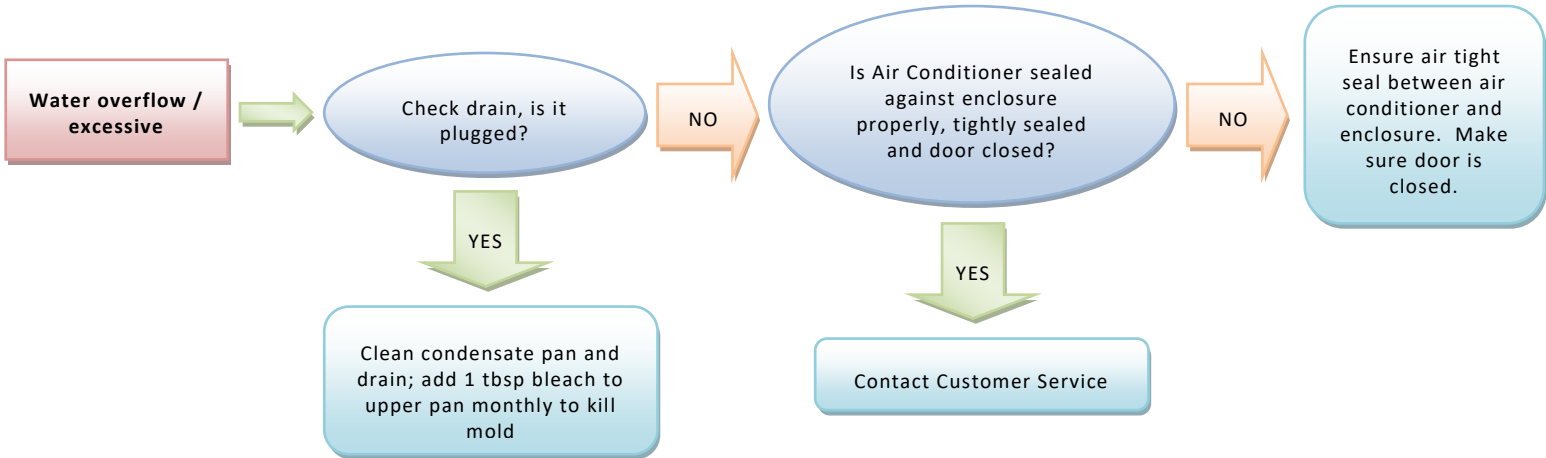 Water overflow /
excessive
Check drain, is it
plugged?
NO
Is Air Conditioner sealed
against enclosure
properly, tightly sealed
and door closed?
NO
Ensure air tight
seal between air
conditioner and
enclosure.  Make
sure door is
closed.
YES
YES
Clean condensate pan and
drain; add 1 tbsp bleach to
upper pan monthly to kill
mold
Contact Customer Service